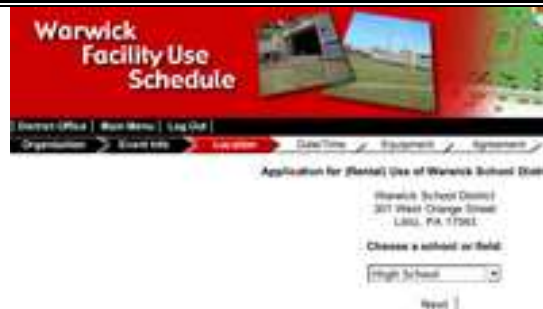 Warwick
Facility Use
Schedule
District Office | Main Menu | Log Out
Organization Event Info Location Date/Time Equipment Agreement
Application for (Rental) Use of Warwick School Distr
Warwick School District
301 West Orange Street
Lititz, PA 17543
Choose a school or field
High School
Next